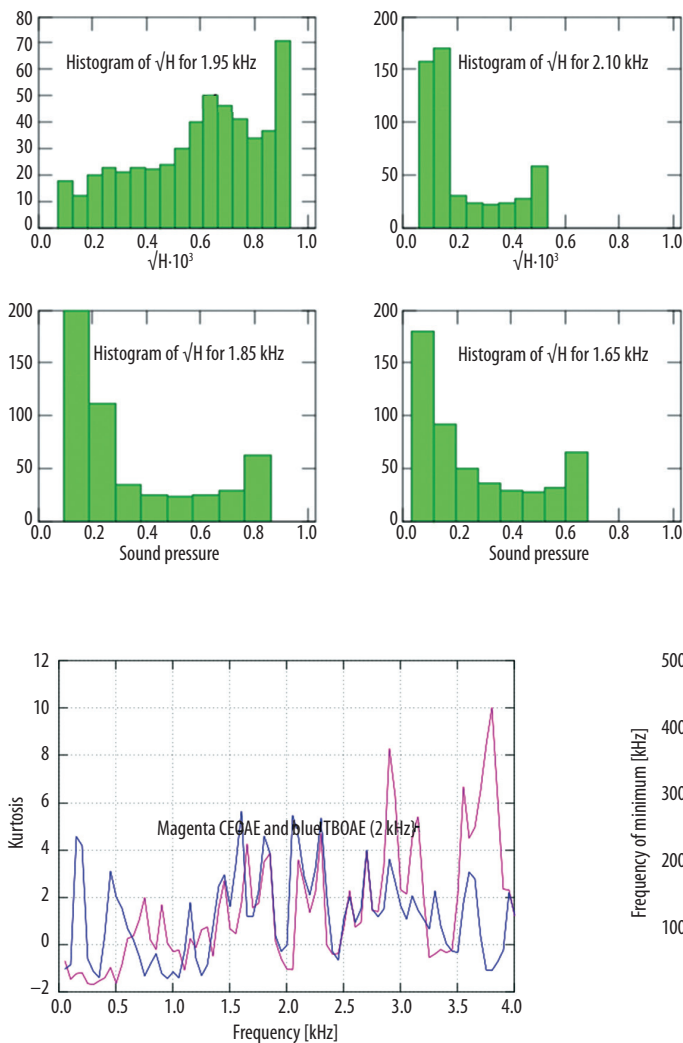 80
70
60
50
40
30
20
10
0
Histogram of √H for 1.95 kHz
0.0 0.2 0.4 0.6 0.8 1.0
√H·10³
200
150
100
50
0
Histogram of √H for 2.10 kHz
0.0 0.2 0.4 0.6 0.8 1.0
√H·10³
200
150
100
50
0
Histogram of √H for 1.85 kHz
0.0 0.2 0.4 0.6 0.8 1.0
Sound pressure
200
150
100
50
0
Histogram of √H for 1.65 kHz
0.0 0.2 0.4 0.6 0.8 1.0
Sound pressure
12
10
8
6
4
2
0
−2
Kurtosis
Magenta CEOAE and blue TBOAE (2 kHz)
0.0 0.5 1.0 1.5 2.0 2.5 3.0 3.5 4.0
Frequency [kHz]
Frequency of minimum [kHz]